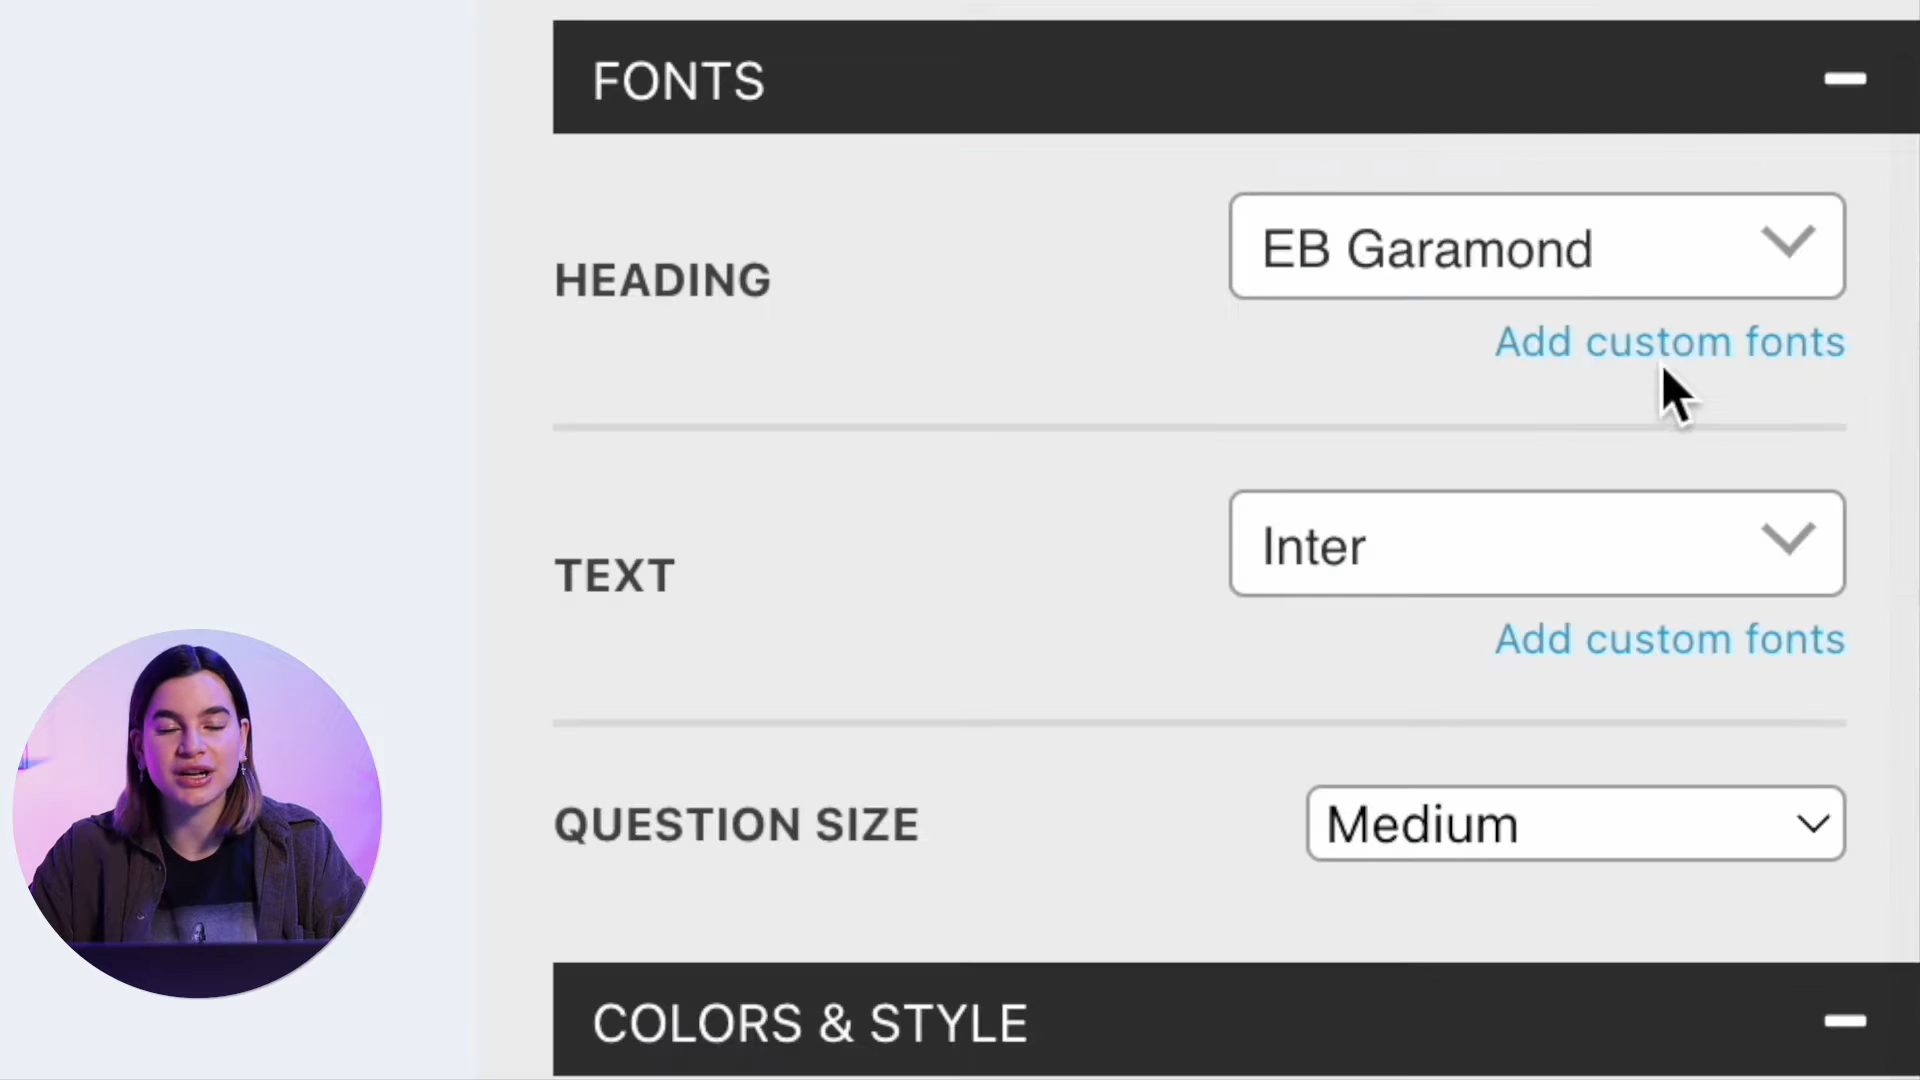 FONTS
HEADING
EB Garamond
Add custom fonts
TEXT
Inter
Add custom fonts
QUESTION SIZE
Medium
COLORS & STYLE